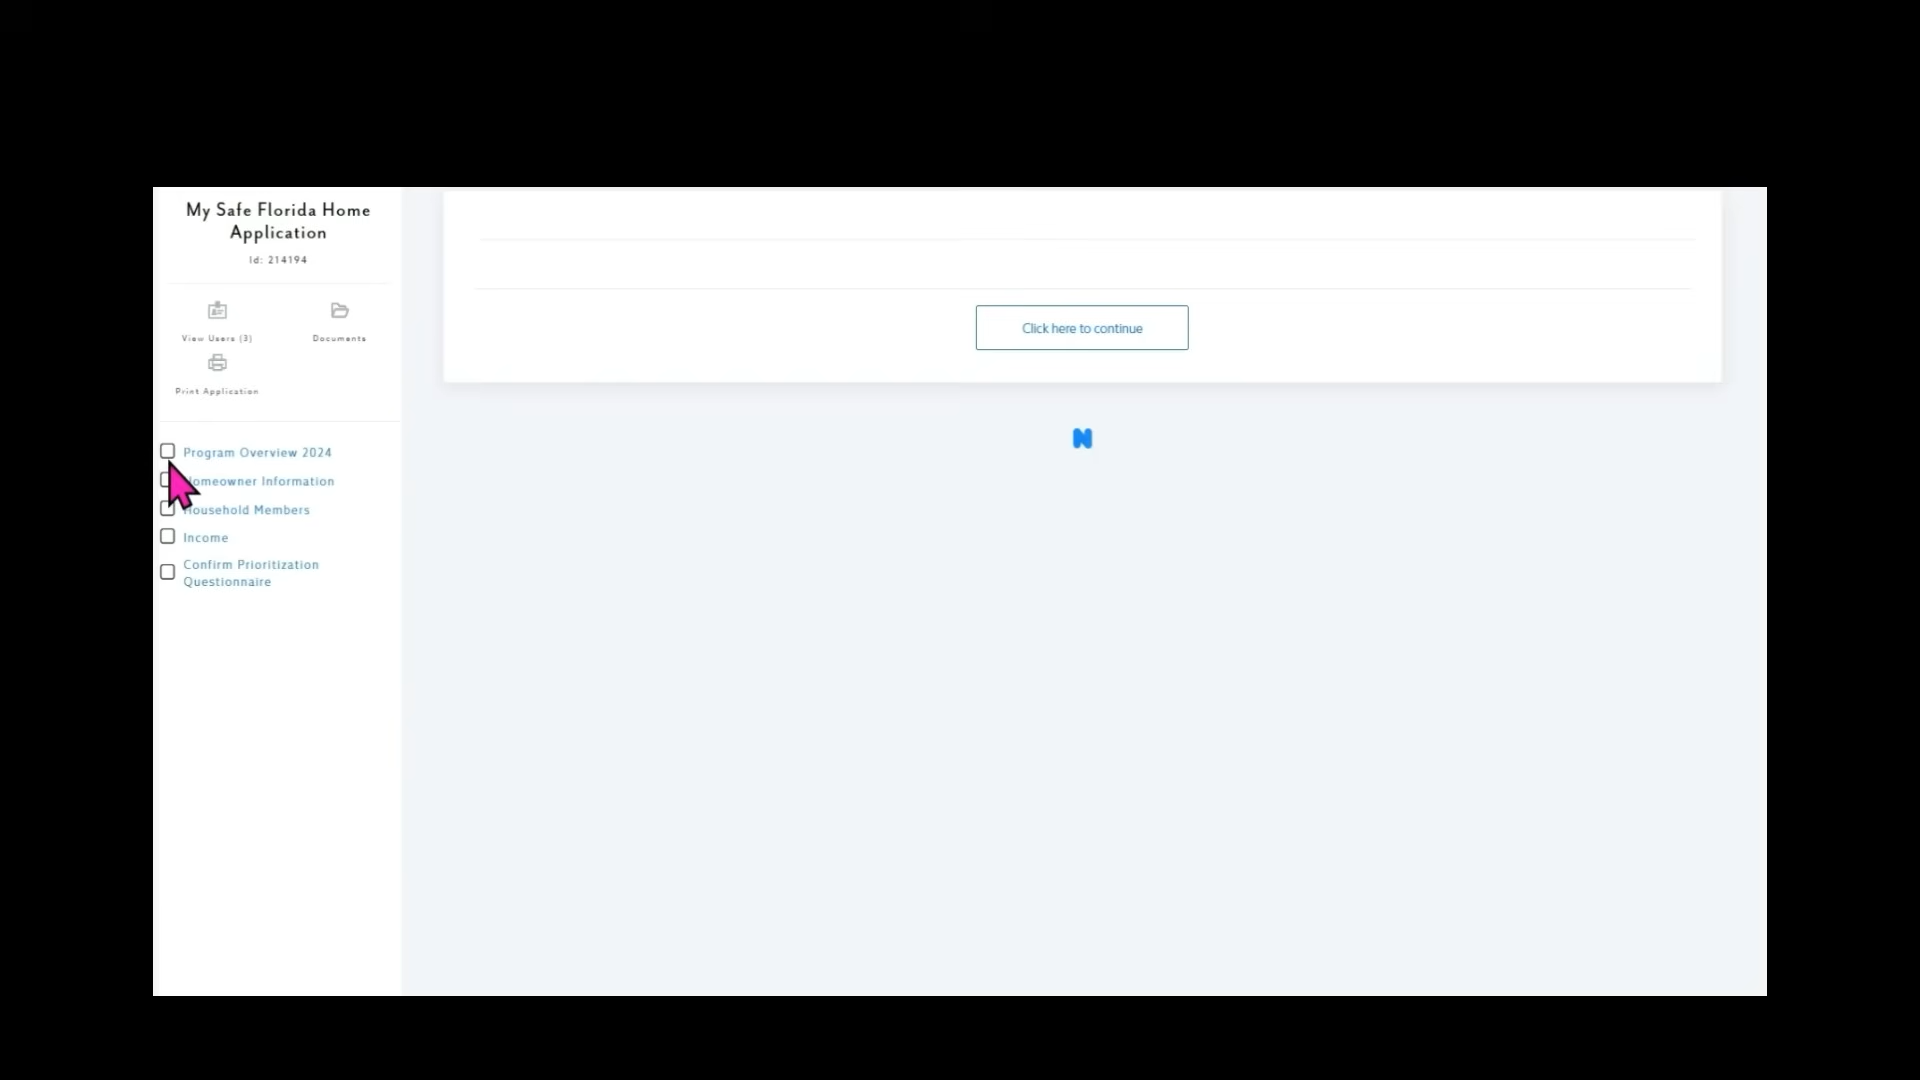 My Safe Florida Home
Application
Id: 214194
View Users (3)
Documents
Print Application
Program Overview 2024
omeowner Information
Household Members
Income
Confirm Prioritization
Questionnaire
Click here to continue
N